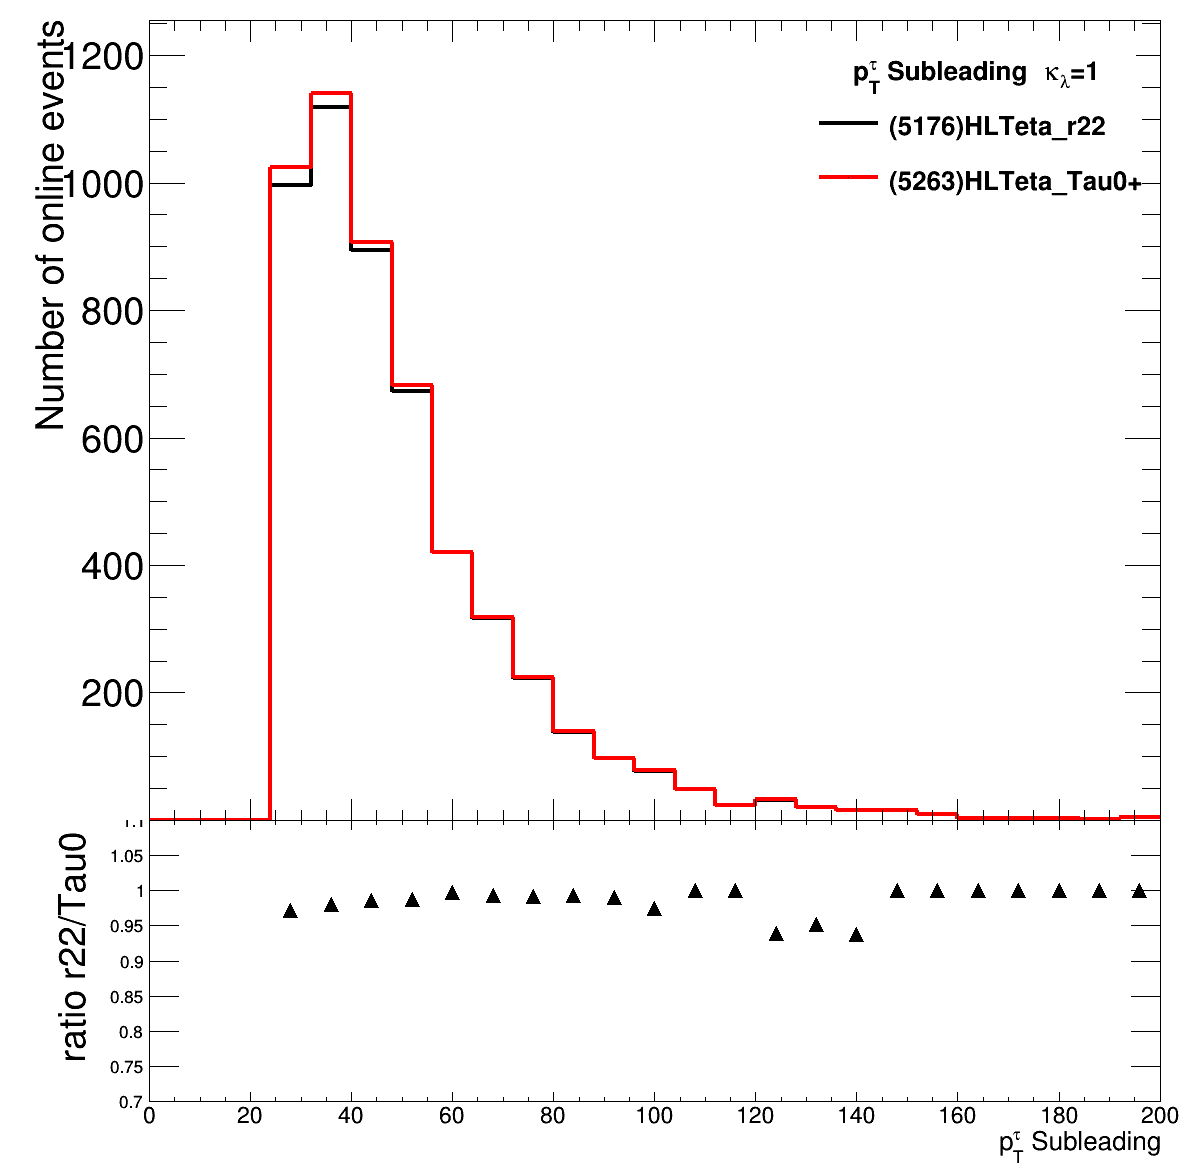 Number of online events
1200
1000
800
600
400
200
p_T^τ Subleading κ_λ=1
(5176)HLTeta_r22
(5263)HLTeta_Tau0+
ratio r22/Tau0
1.1
1.05
1
0.95
0.9
0.85
0.8
0.75
0.7
0 20 40 60 80 100 120 140 160 180 200
p_T^τ Subleading